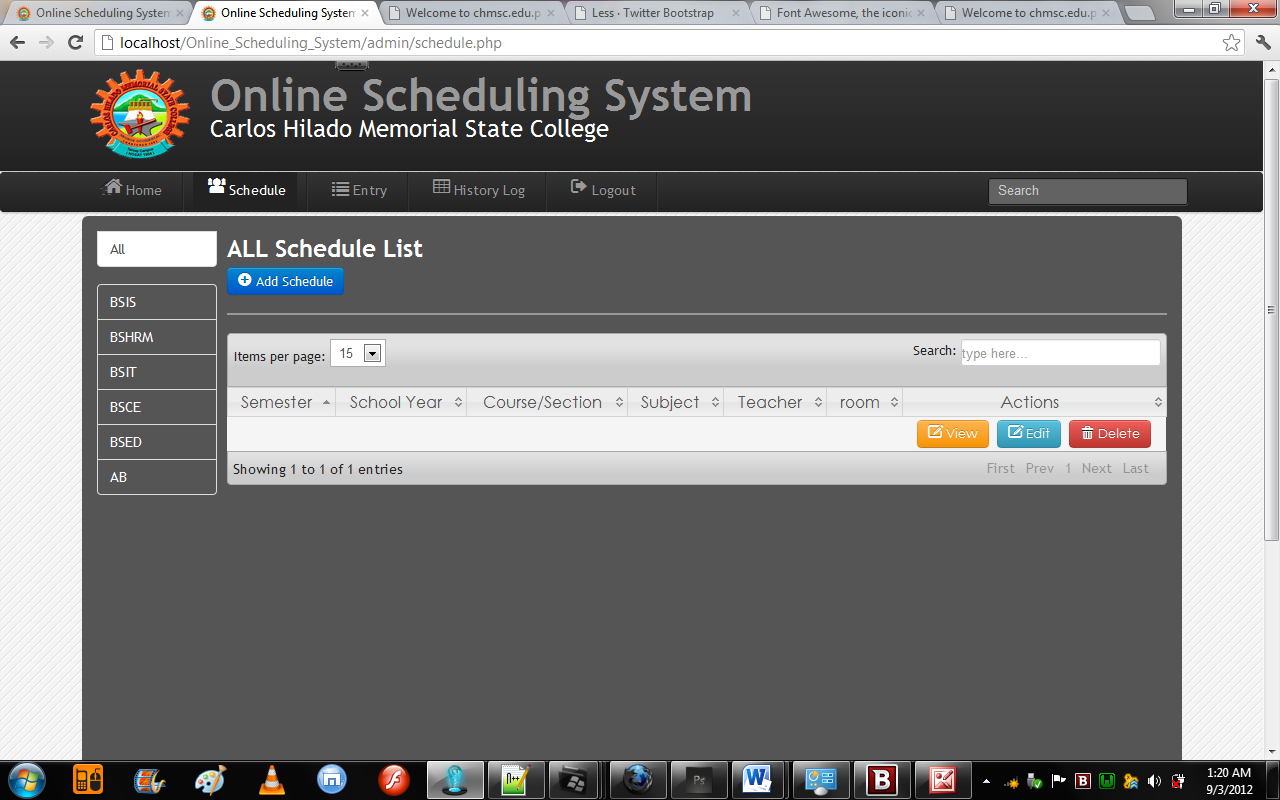 Online Scheduling System
Online Scheduling System
Welcome to chmsc.edu.p
Less · Twitter Bootstrap
Font Awesome, the iconic
Welcome to chmsc.edu.p
localhost/Online_Scheduling_System/admin/schedule.php
Online Scheduling System
Carlos Hilado Memorial State College
Home Schedule Entry History Log Logout Search
All
BSIS
BSHRM
BSIT
BSCE
BSED
AB
ALL Schedule List
Add Schedule
Items per page: 15
Search: type here...
Semester School Year Course/Section Subject Teacher room Actions
View Edit Delete
Showing 1 to 1 of 1 entries
First Prev 1 Next Last
Ps
W
B
B
1:20 AM
9/3/2012